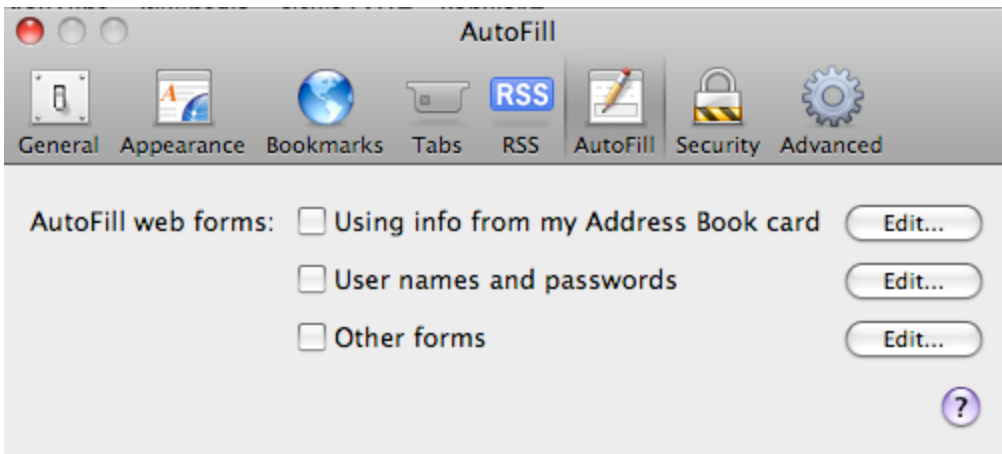 AutoFill
RSS
General Appearance Bookmarks Tabs RSS AutoFill Security Advanced
AutoFill web forms: Using info from my Address Book card Edit...
User names and passwords Edit...
Other forms Edit...
?